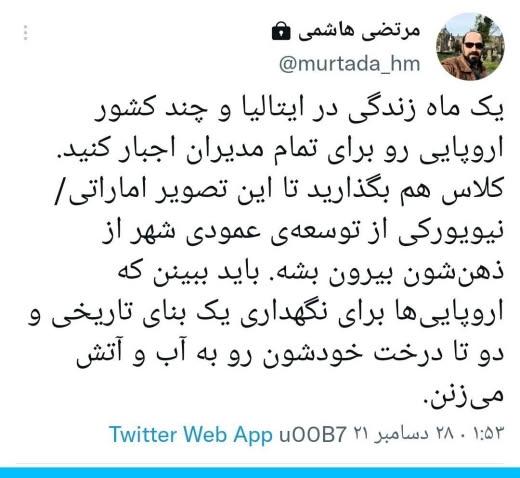 مرتضی هاشمی
@murtada_hm
یک ماه زندگی در ایتالیا و چند کشور
اروپایی رو برای تمام مدیران اجبار کنید.
کلاس هم بگذارید تا این تصویر اماراتی/
نیویورکی از توسعه‌ی عمودی شهر از
ذهن‌شون بیرون بشه. باید ببینن که
اروپایی‌ها برای نگهداری یک بنای تاریخی و
دو تا درخت خودشون رو به آب و آتش
می‌زنن.
۱:۵۳ . ۲۸ دسامبر ۲۱ u00B7 Twitter Web App